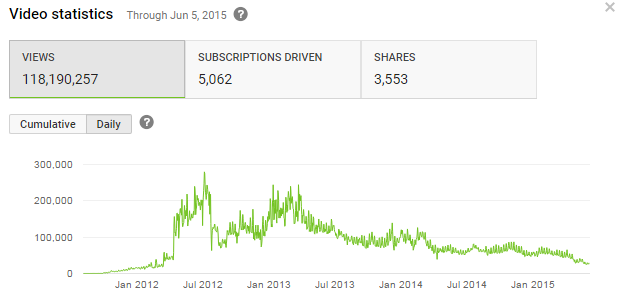 Video statistics Through Jun 5, 2015 ?
×
VIEWS
118,190,257
SUBSCRIPTIONS DRIVEN
5,062
SHARES
3,553
Cumulative Daily ?
300,000
200,000
100,000
0
Jan 2012 Jul 2012 Jan 2013 Jul 2013 Jan 2014 Jul 2014 Jan 2015